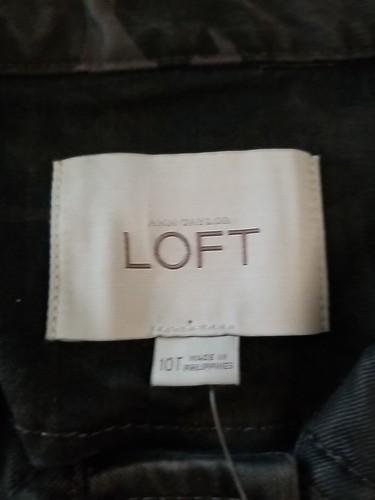 ANN TAYLOR
LOFT
10T
MADE IN
PHILIPPINES